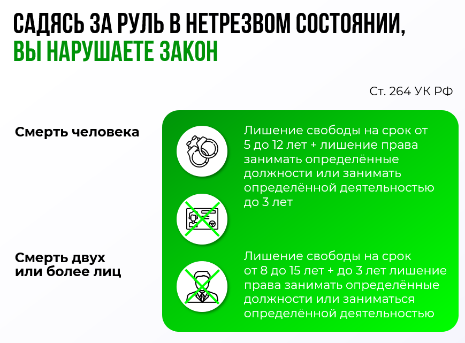 САДЯСЬ ЗА РУЛЬ В НЕТРЕЗВОМ СОСТОЯНИИ,
ВЫ НАРУШАЕТЕ ЗАКОН
Ст. 264 УК РФ
Смерть человека
Лишение свободы на срок от
5 до 12 лет + лишение права
занимать определённые
должности или занимать
определённой деятельностью
до 3 лет
Смерть двух
или более лиц
Лишение свободы на срок
от 8 до 15 лет + до 3 лет лишение
права занимать определённые
должности или заниматься
определённой деятельностью